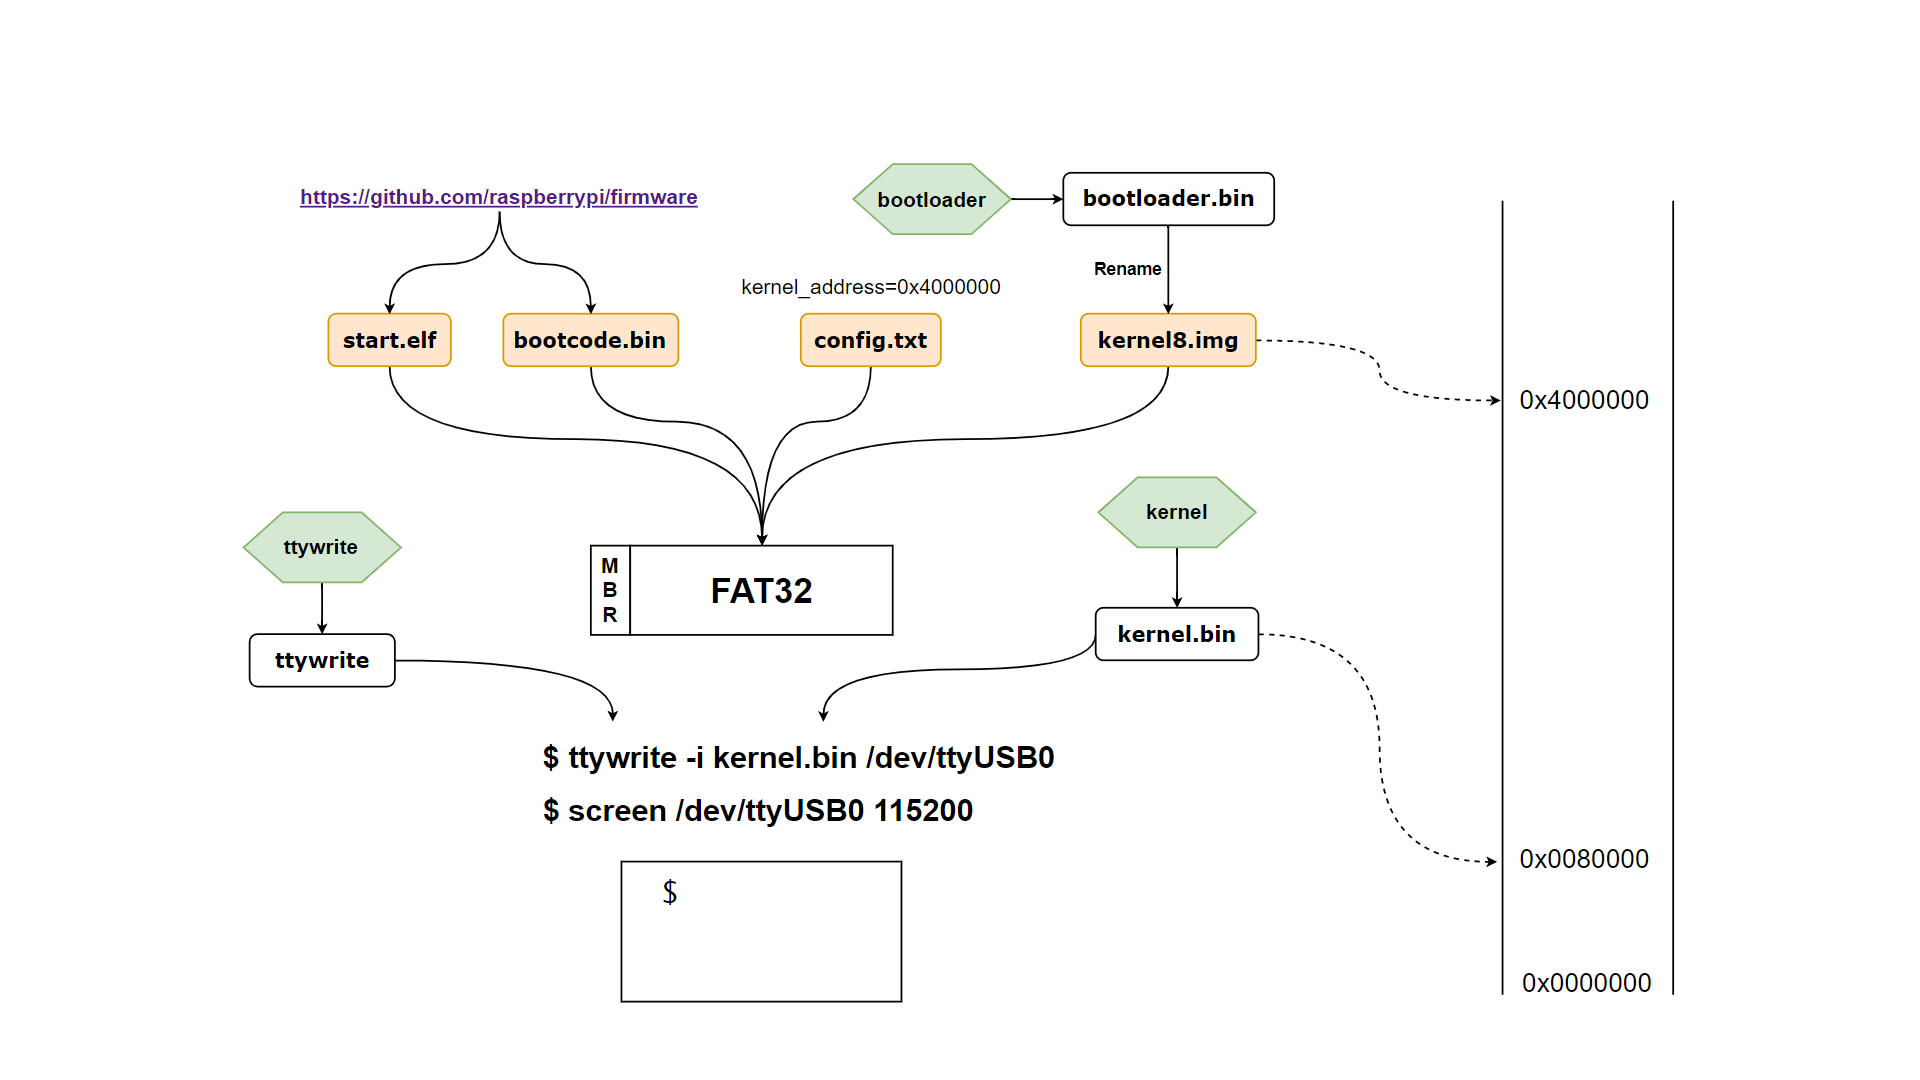 https://github.com/raspberrypi/firmware
bootloader
bootloader.bin
Rename
kernel_address=0x4000000
start.elf
bootcode.bin
config.txt
kernel8.img
0x4000000
kernel
ttywrite
M
B
R
FAT32
kernel.bin
ttywrite
$ ttywrite -i kernel.bin /dev/ttyUSB0
$ screen /dev/ttyUSB0 115200
0x0080000
$
0x0000000